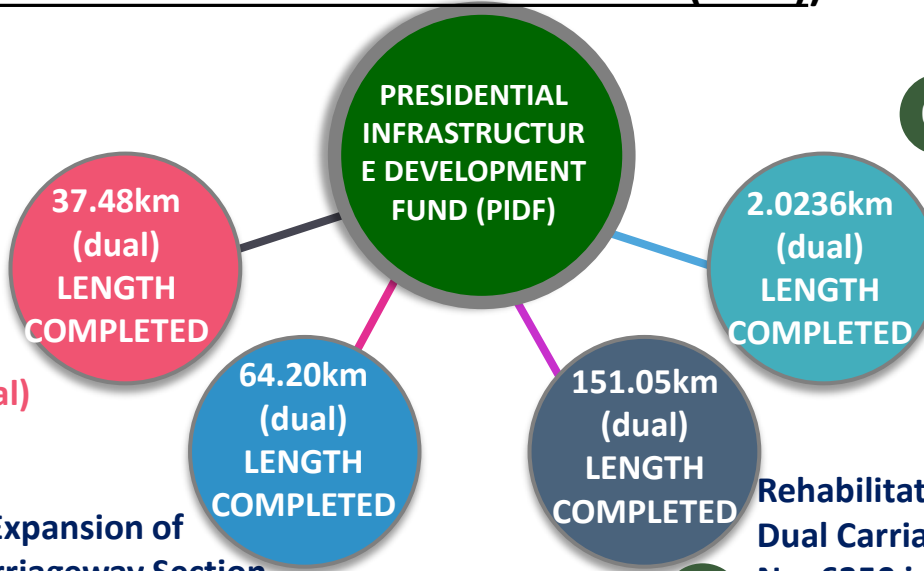 PRESIDENTIAL
INFRASTRUCTUR
E DEVELOPMENT
FUND (PIDF)
37.48km
(dual)
LENGTH
COMPLETED
2.0236km
(dual)
LENGTH
COMPLETED
64.20km
(dual)
LENGTH
COMPLETED
151.05km
(dual)
LENGTH
COMPLETED
al)
Expansion of
Section
Rehabilitat
Dual Carria